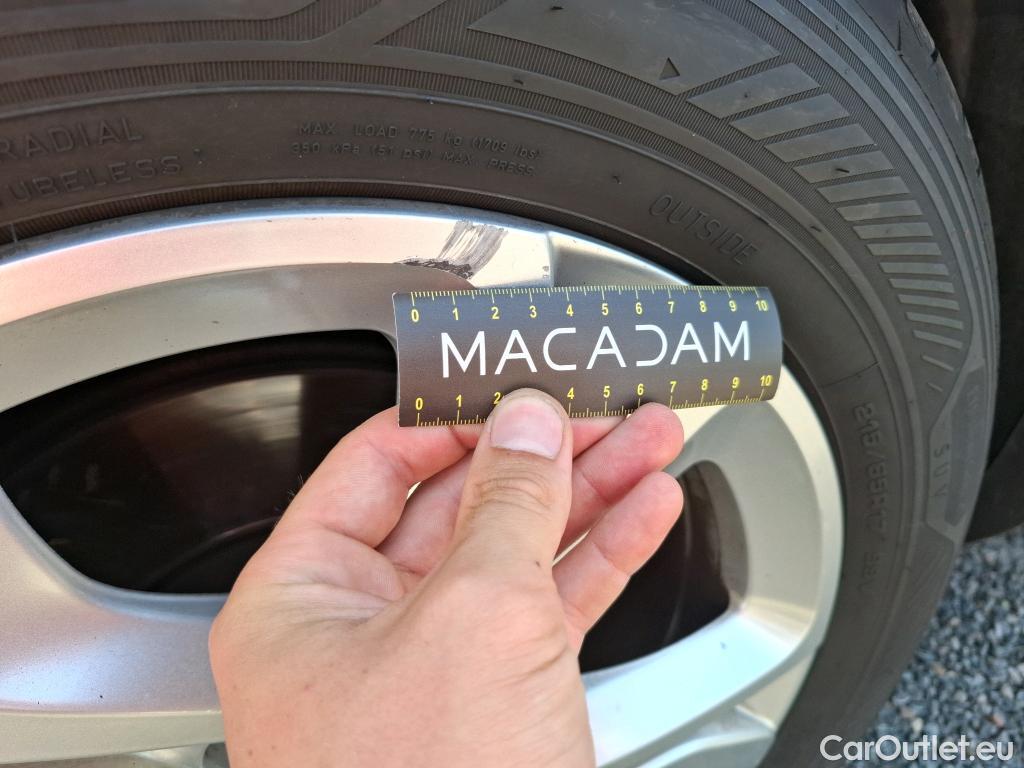 RADIAL
TUBELESS
MAX. LOAD 775 kg (1709 lbs)
350 kPa (51 psi) MAX. PRESS
OUTSIDE
0 1 2 3 4 5 6 7 8 9 10
MACADAM
0 1 2 4 5 6 7 8 9 10
SUV
CarOutlet.eu